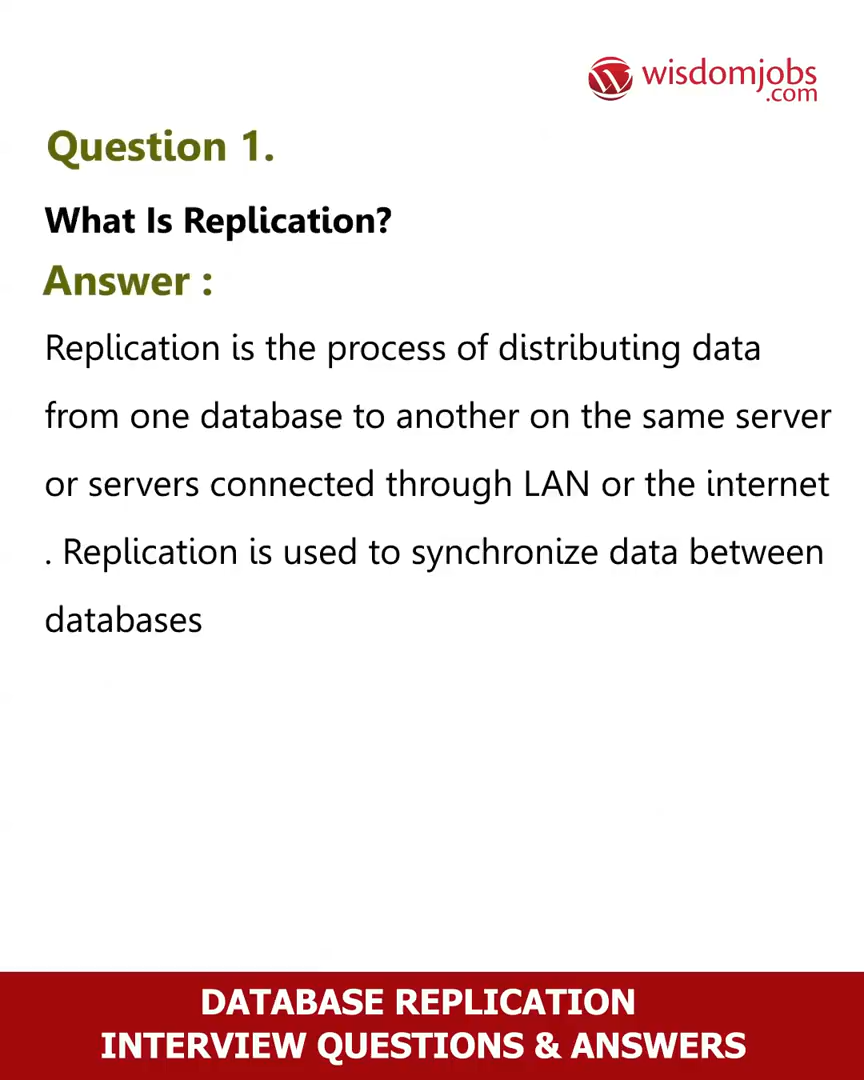 wisdomjobs
.com
Question 1.
What Is Replication?
Answer :
Replication is the process of distributing data
from one database to another on the same server
or servers connected through LAN or the internet
. Replication is used to synchronize data between
databases
DATABASE REPLICATION
INTERVIEW QUESTIONS & ANSWERS